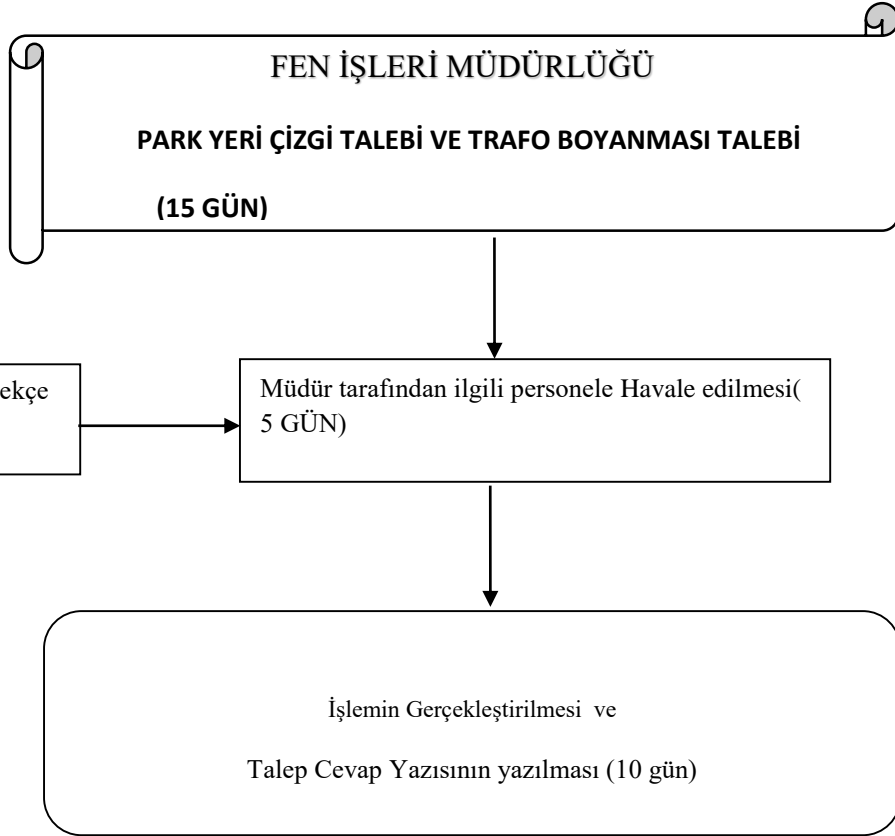 FEN İŞLERİ MÜDÜRLÜĞÜ
PARK YERİ ÇİZGİ TALEBİ VE TRAFO BOYANMASI TALEBİ
(15 GÜN)
ekçe
Müdür tarafından ilgili personele Havale edilmesi(
5 GÜN)
İşlemin Gerçekleştirilmesi ve
Talep Cevap Yazısının yazılması (10 gün)